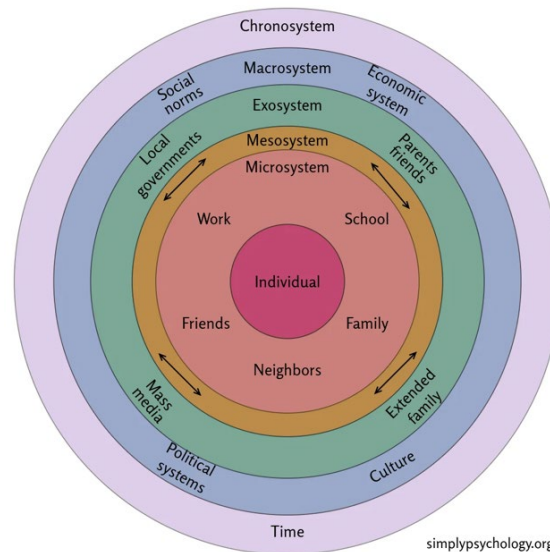 Chronosystem
Macrosystem
Social
norms
Economic
system
Exosystem
Local
governments
Parents
friends
Mesosystem
Microsystem
Work
School
Individual
Friends
Family
Neighbors
Mass
media
Extended
family
Political
systems
Culture
Time
simplypsychology.org